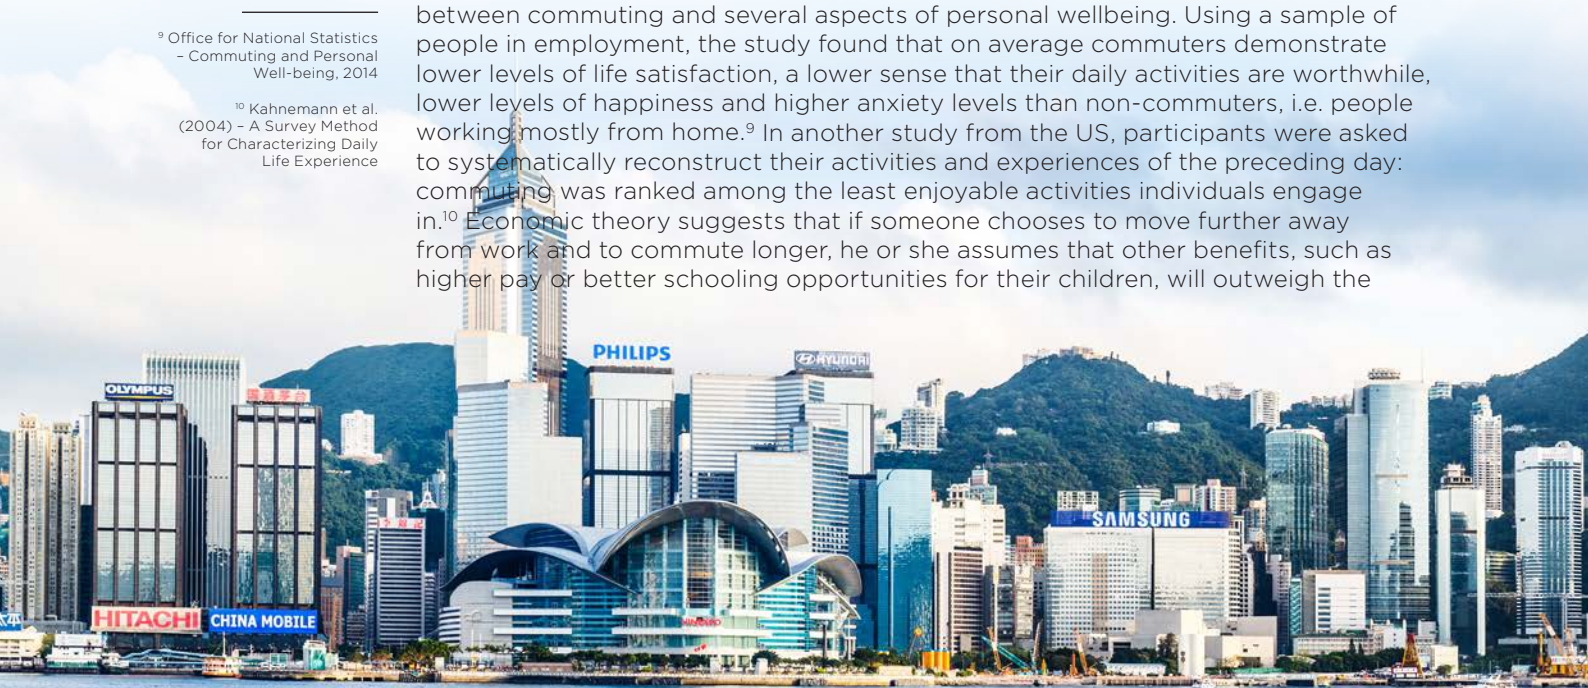 between commuting and several aspects of personal wellbeing. Using a sample of
people in employment, the study found that on average commuters demonstrate
lower levels of life satisfaction, a lower sense that their daily activities are worthwhile,
lower levels of happiness and higher anxiety levels than non-commuters, i.e. people
working mostly from home.⁹ In another study from the US, participants were asked
to systematically reconstruct their activities and experiences of the preceding day:
commuting was ranked among the least enjoyable activities individuals engage
in.¹⁰ Economic theory suggests that if someone chooses to move further away
from work and to commute longer, he or she assumes that other benefits, such as
higher pay or better schooling opportunities for their children, will outweigh the
⁹ Office for National Statistics
– Commuting and Personal
Well-being, 2014
¹⁰ Kahnemann et al.
(2004) – A Survey Method
for Characterizing Daily
Life Experience
PHILIPS
HYUNDAI
OLYMPUS
貴州茅台
李錦記
SAMSUNG
HITACHI
CHINA MOBILE